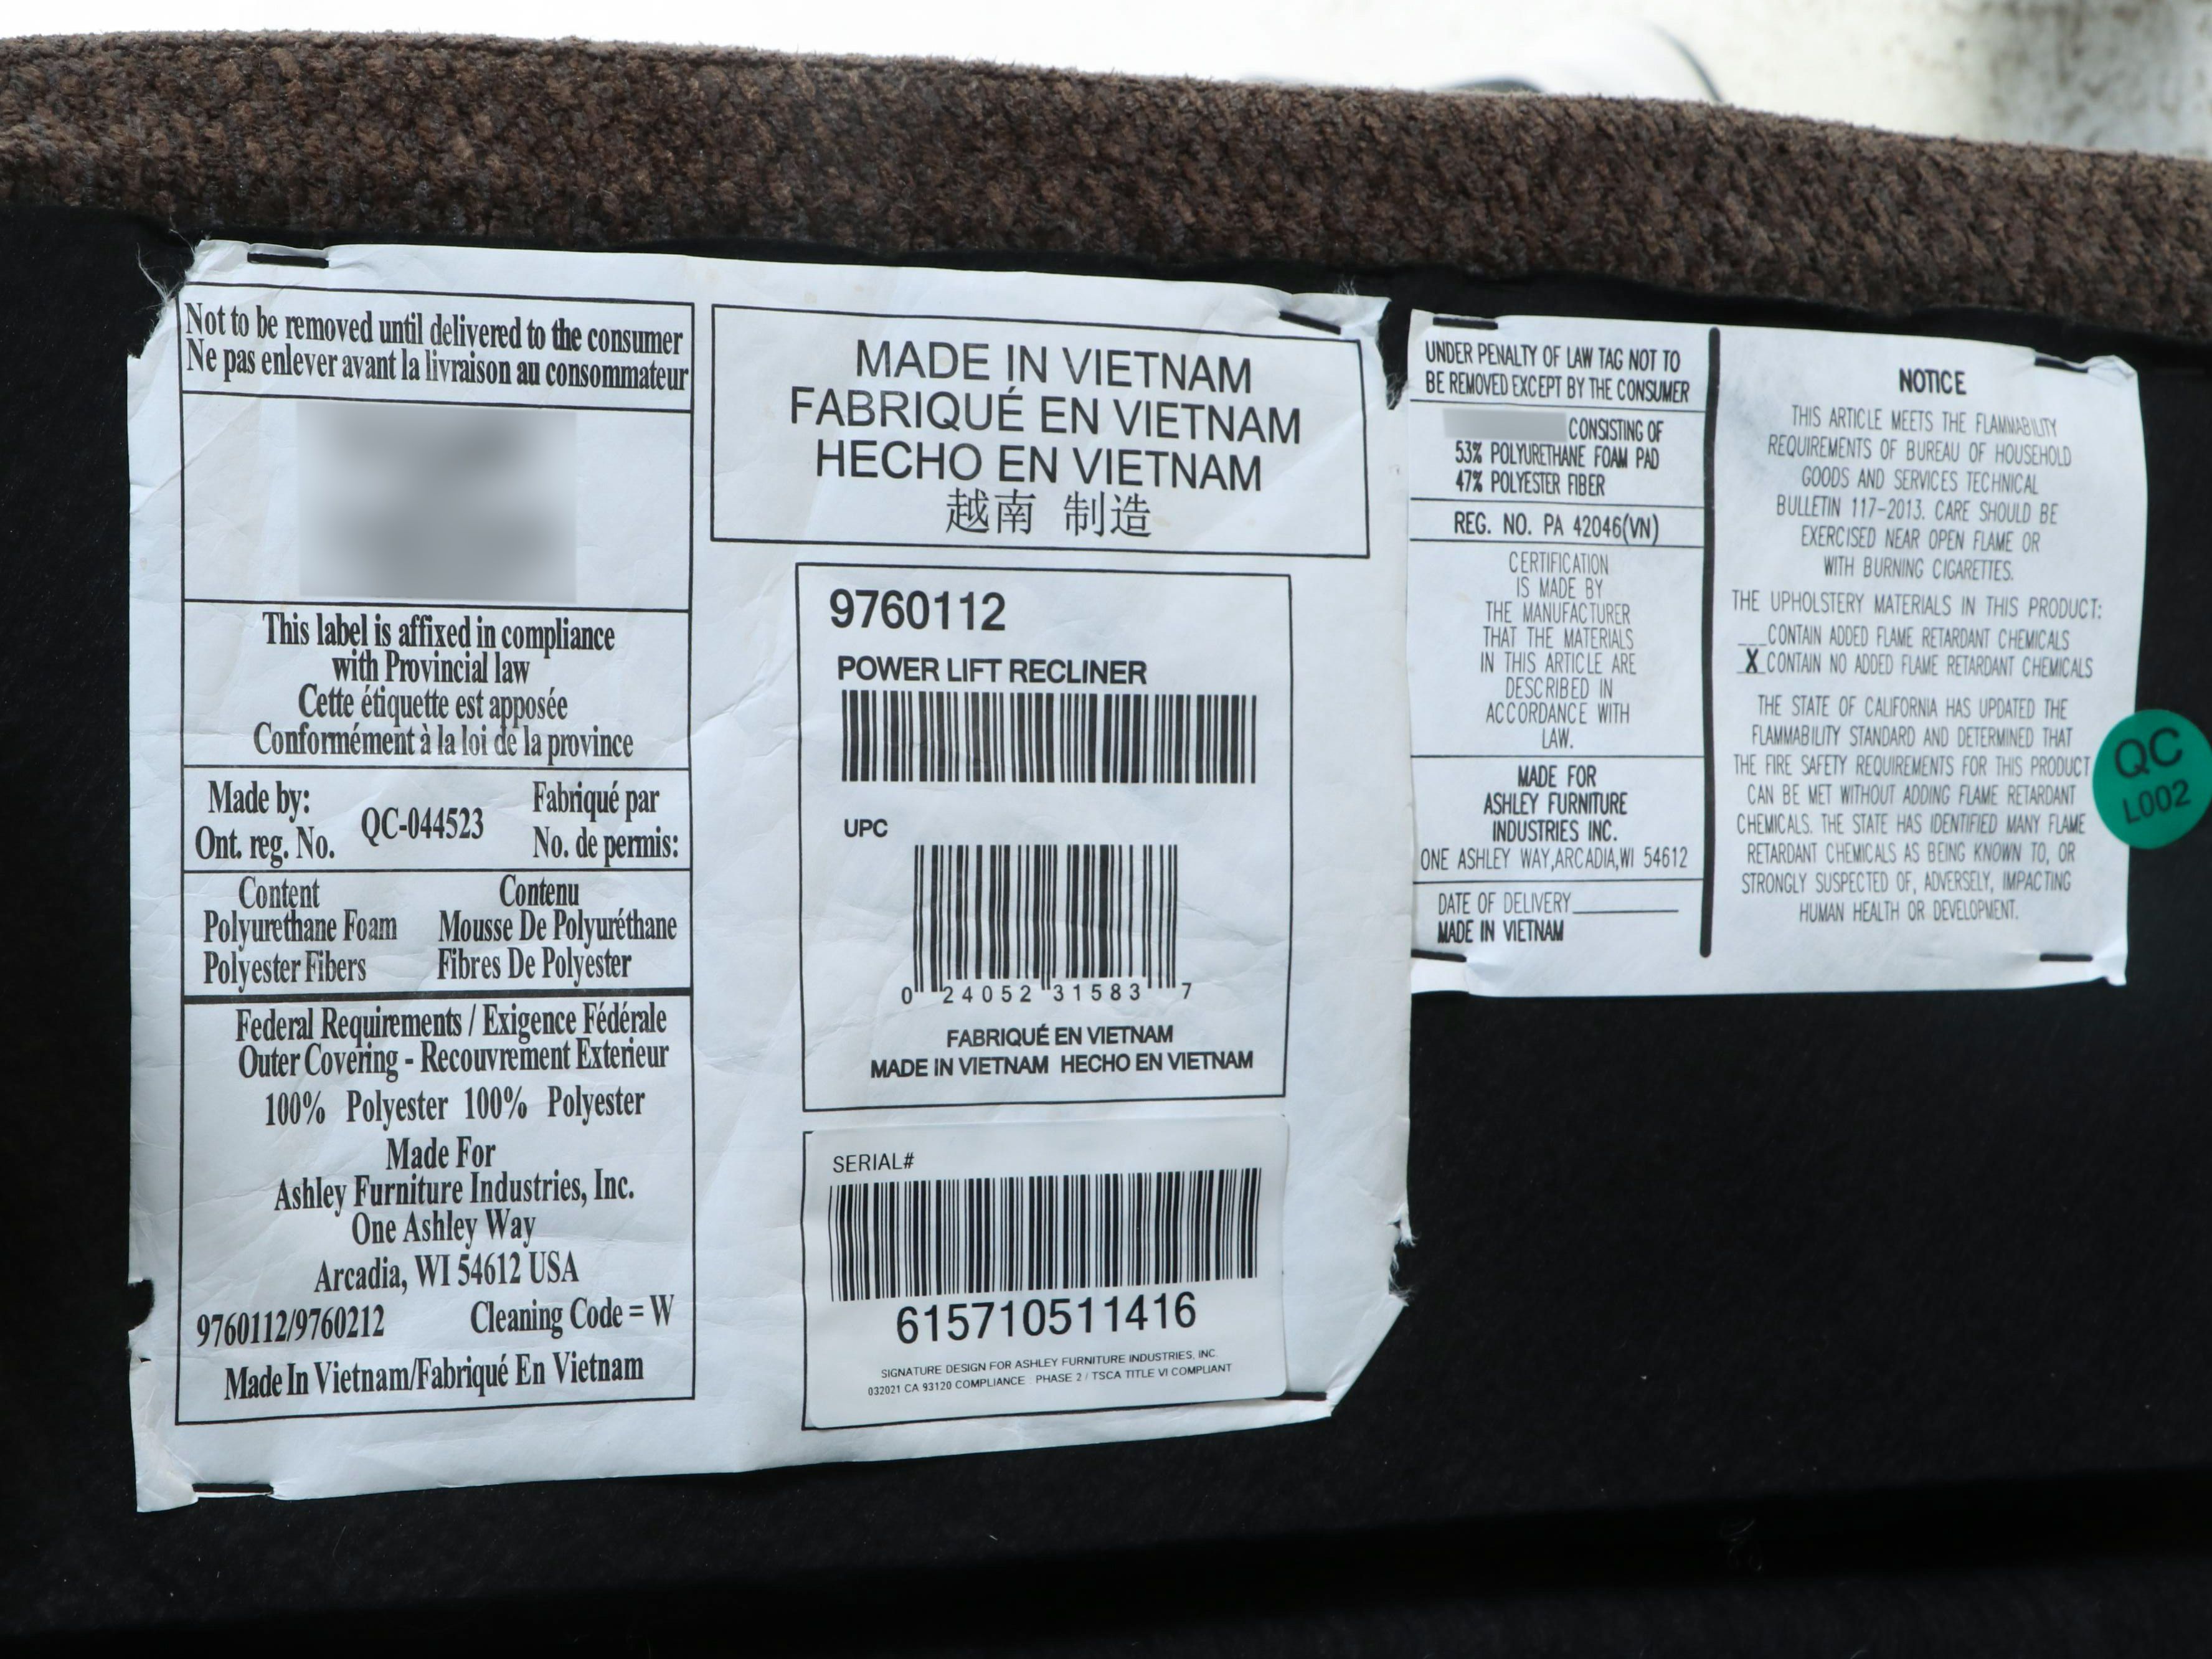 Not to be removed until delivered to the consumer
Ne pas enlever avant la livraison au consommateur
This label is affixed in compliance
with Provincial law
Cette étiquette est apposée
Conformément à la loi de la province
Made by: Fabriqué par
QC-044523
Ont. reg. No. No. de permis:
Content Contenu
Polyurethane Foam Mousse De Polyuréthane
Polyester Fibers Fibres De Polyester
Federal Requirements / Exigence Fédérale
Outer Covering - Recouvrement Exterieur
100% Polyester 100% Polyester
Made For
Ashley Furniture Industries, Inc.
One Ashley Way
Arcadia, WI 54612 USA
9760112/9760212 Cleaning Code = W
Made In Vietnam/Fabriqué En Vietnam
MADE IN VIETNAM
FABRIQUÉ EN VIETNAM
HECHO EN VIETNAM
越南 制造
9760112
POWER LIFT RECLINER
UPC
0 24052 31583 7
FABRIQUÉ EN VIETNAM
MADE IN VIETNAM HECHO EN VIETNAM
SERIAL#
615710511416
SIGNATURE DESIGN FOR ASHLEY FURNITURE INDUSTRIES, INC.
032021 CA 93120 COMPLIANCE PHASE 2 / TSCA TITLE VI COMPLIANT
UNDER PENALTY OF LAW TAG NOT TO
BE REMOVED EXCEPT BY THE CONSUMER
CONSISTING OF
53% POLYURETHANE FOAM PAD
47% POLYESTER FIBER
REG. NO. PA 42046(VN)
CERTIFICATION
IS MADE BY
THE MANUFACTURER
THAT THE MATERIALS
IN THIS ARTICLE ARE
DESCRIBED IN
ACCORDANCE WITH
LAW.
MADE FOR
ASHLEY FURNITURE
INDUSTRIES INC.
ONE ASHLEY WAY,ARCADIA,WI 54612
DATE OF DELIVERY
MADE IN VIETNAM
NOTICE
THIS ARTICLE MEETS THE FLAMMABILITY
REQUIREMENTS OF BUREAU OF HOUSEHOLD
GOODS AND SERVICES TECHNICAL
BULLETIN 117-2013. CARE SHOULD BE
EXERCISED NEAR OPEN FLAME OR
WITH BURNING CIGARETTES.
THE UPHOLSTERY MATERIALS IN THIS PRODUCT:
___CONTAIN ADDED FLAME RETARDANT CHEMICALS
X CONTAIN NO ADDED FLAME RETARDANT CHEMICALS
THE STATE OF CALIFORNIA HAS UPDATED THE
FLAMMABILITY STANDARD AND DETERMINED THAT
THE FIRE SAFETY REQUIREMENTS FOR THIS PRODUCT
CAN BE MET WITHOUT ADDING FLAME RETARDANT
CHEMICALS. THE STATE HAS IDENTIFIED MANY FLAME
RETARDANT CHEMICALS AS BEING KNOWN TO, OR
STRONGLY SUSPECTED OF, ADVERSELY, IMPACTING
HUMAN HEALTH OR DEVELOPMENT.
QC
L002